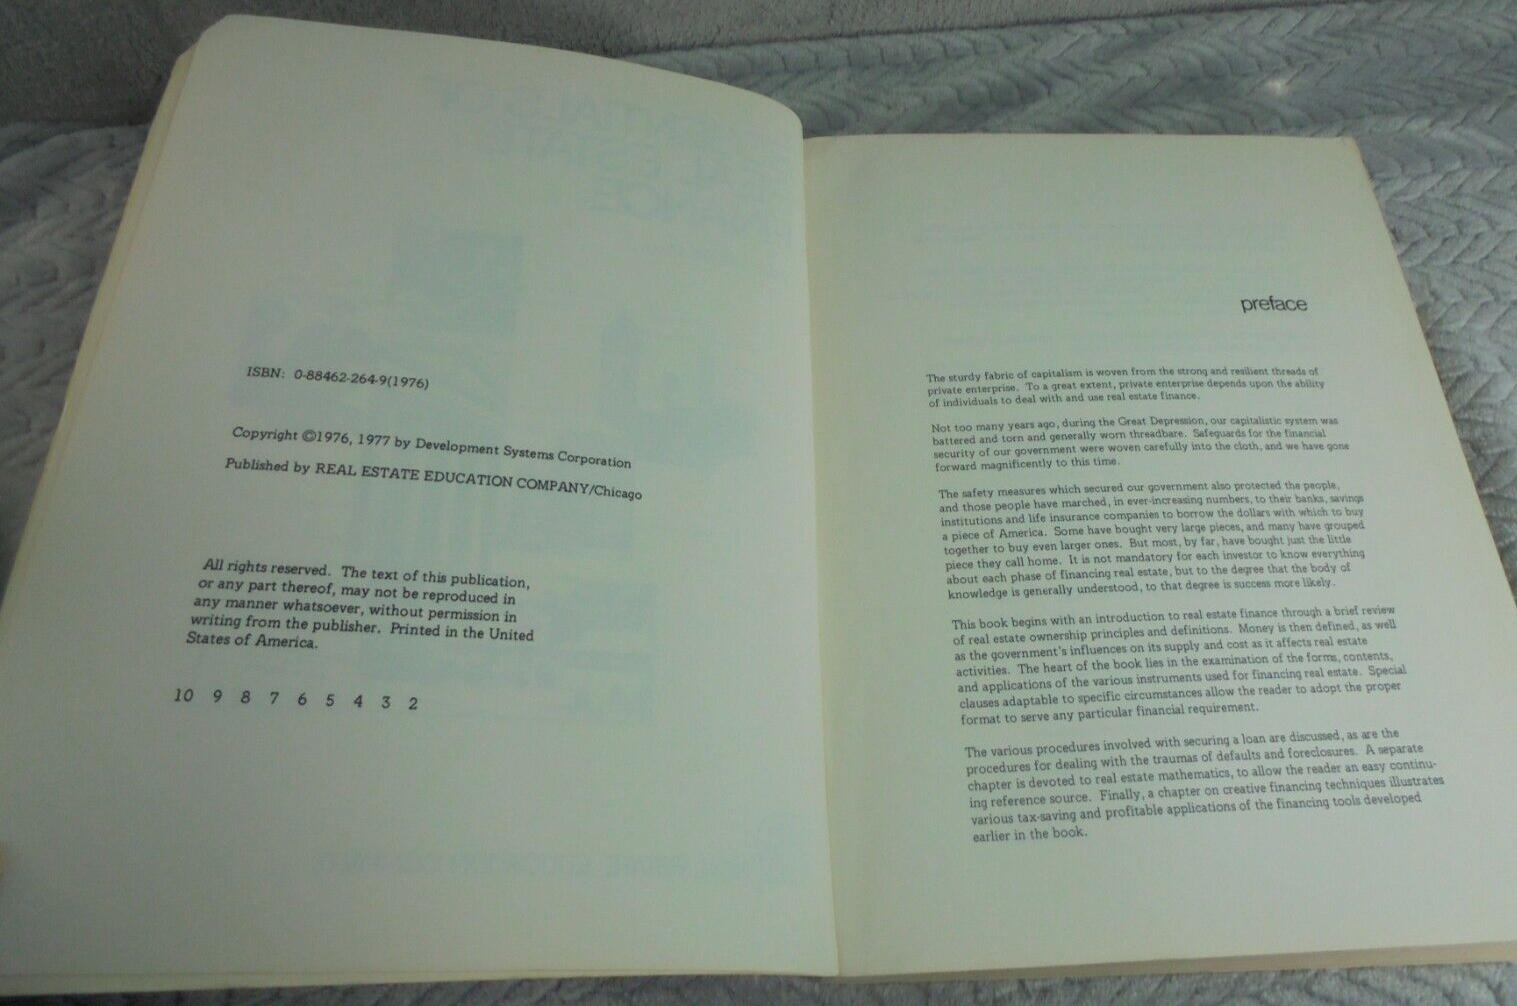 ISBN: 0-88462-264-9(1976)
Copyright ©1976, 1977 by Development Systems Corporation
Published by REAL ESTATE EDUCATION COMPANY/Chicago
All rights reserved. The text of this publication,
or any part thereof, may not be reproduced in
any manner whatsoever, without permission in
writing from the publisher. Printed in the United
States of America.
10 9 8 7 6 5 4 3 2
preface
The sturdy fabric of capitalism is woven from the strong and resilient threads of
private enterprise. To a great extent, private enterprise depends upon the ability
of individuals to deal with and use real estate finance.
Not too many years ago, during the Great Depression, our capitalistic system was
battered and torn and generally worn threadbare. Safeguards for the financial
security of our government were woven carefully into the cloth, and we have gone
forward magnificently to this time.
The safety measures which secured our government also protected the people,
and those people have marched, in ever-increasing numbers, to their banks, savings
institutions and life insurance companies to borrow the dollars with which to buy
a piece of America. Some have bought very large pieces, and many have grouped
together to buy even larger ones. But most, by far, have bought just the little
piece they call home. It is not mandatory for each investor to know everything
about each phase of financing real estate, but to the degree that the body of
knowledge is generally understood, to that degree is success more likely.
This book begins with an introduction to real estate finance through a brief review
of real estate ownership principles and definitions. Money is then defined, as well
as the government's influences on its supply and cost as it affects real estate
activities. The heart of the book lies in the examination of the forms, contents,
and applications of the various instruments used for financing real estate. Special
clauses adaptable to specific circumstances allow the reader to adopt the proper
format to serve any particular financial requirement.
The various procedures involved with securing a loan are discussed, as are the
procedures for dealing with the traumas of defaults and foreclosures. A separate
chapter is devoted to real estate mathematics, to allow the reader an easy continu-
ing reference source. Finally, a chapter on creative financing techniques illustrates
various tax-saving and profitable applications of the financing tools developed
earlier in the book.